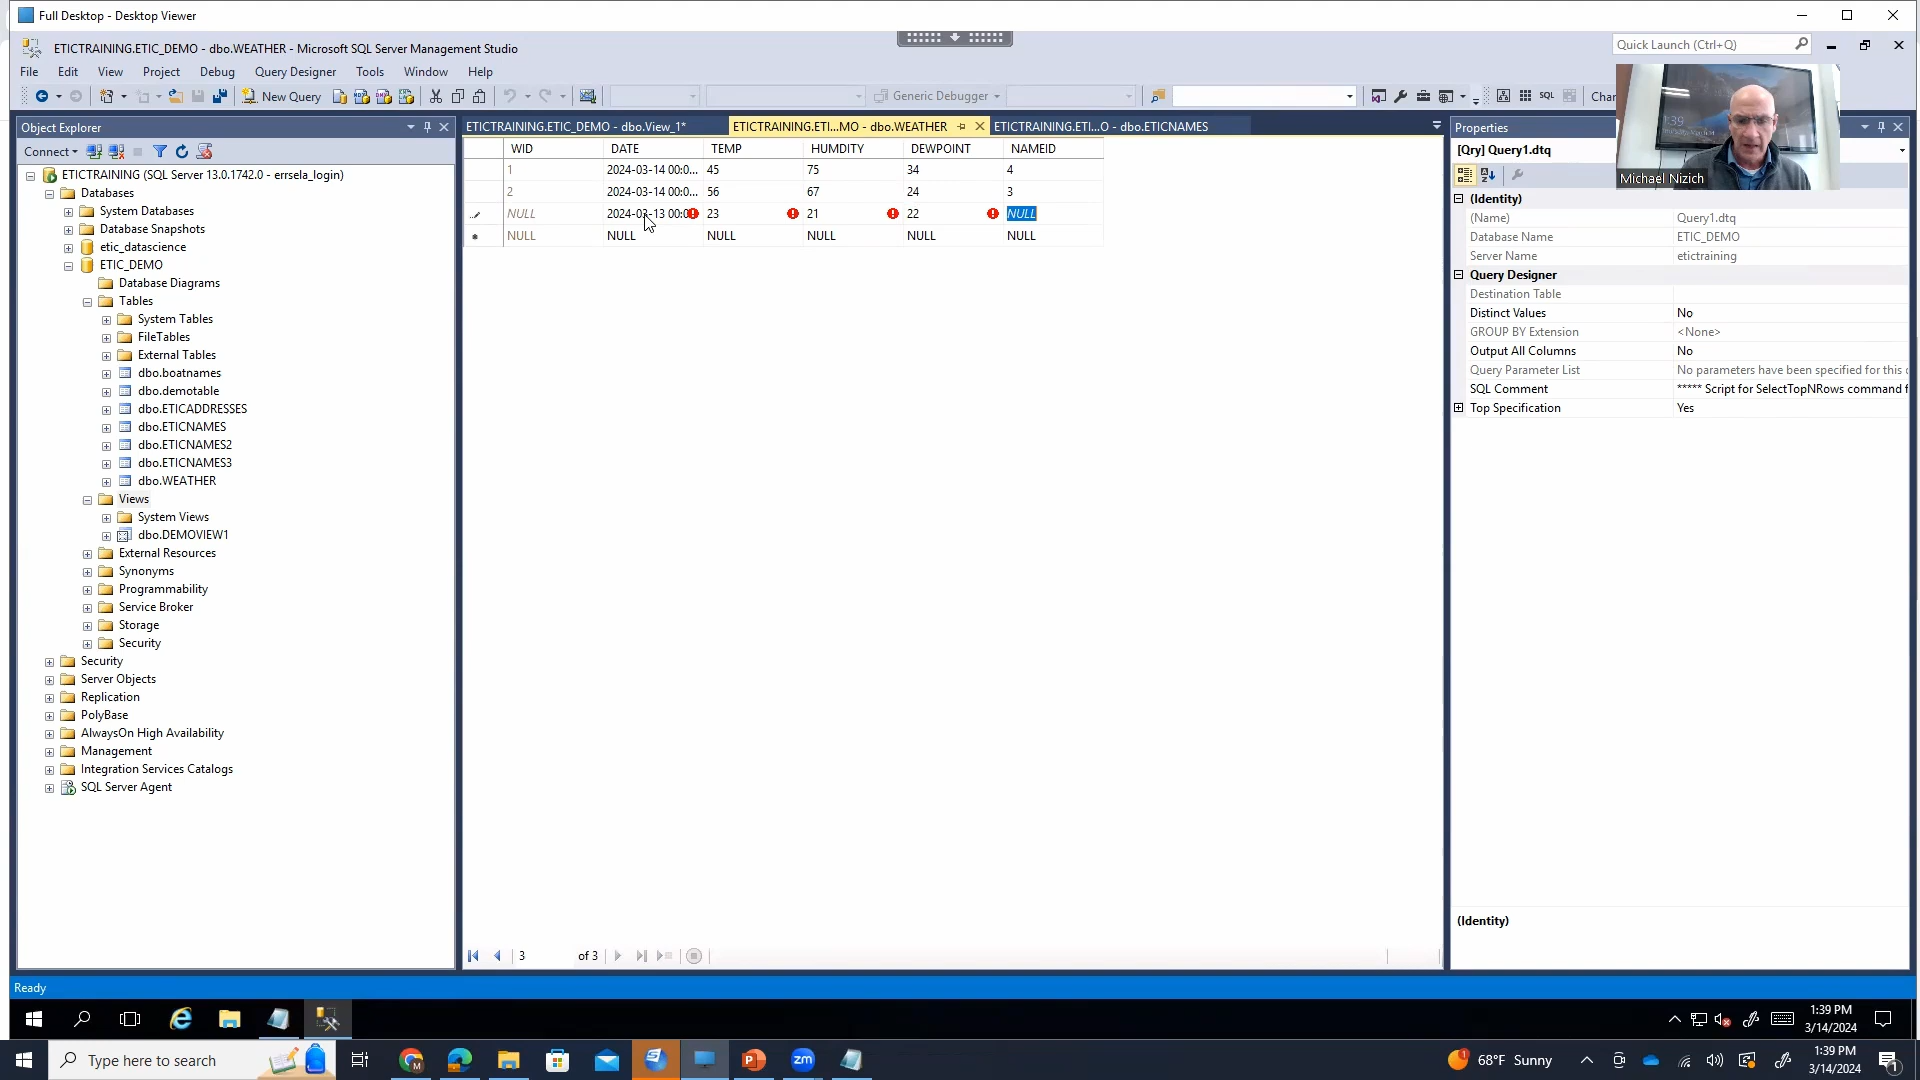 Full Desktop - Desktop Viewer
ETICTRAINING.ETIC_DEMO - dbo.WEATHER - Microsoft SQL Server Management Studio
Quick Launch (Ctrl+Q)
File Edit View Project Debug Query Designer Tools Window Help
New Query
Generic Debugger
SQL
Char
Object Explorer
Connect
ETICTRAINING (SQL Server 13.0.1742.0 - errsela_login)
Databases
System Databases
Database Snapshots
etic_datascience
ETIC_DEMO
Database Diagrams
Tables
System Tables
FileTables
External Tables
dbo.boatnames
dbo.demotable
dbo.ETICADDRESSES
dbo.ETICNAMES
dbo.ETICNAMES2
dbo.ETICNAMES3
dbo.WEATHER
Views
System Views
dbo.DEMOVIEW1
External Resources
Synonyms
Programmability
Service Broker
Storage
Security
Security
Server Objects
Replication
PolyBase
AlwaysOn High Availability
Management
Integration Services Catalogs
SQL Server Agent
ETICTRAINING.ETIC_DEMO - dbo.View_1* ETICTRAINING.ETI...MO - dbo.WEATHER ETICTRAINING.ETI...O - dbo.ETICNAMES
WID DATE TEMP HUMDITY DEWPOINT NAMEID
1 2024-03-14 00:0... 45 75 34 4
2 2024-03-14 00:0... 56 67 24 3
NULL 2024-03-13 00:0 23 21 22 NULL
NULL NULL NULL NULL NULL NULL
3 of 3
Properties
[Qry] Query1.dtq
1:39
Michael Nizich
(Identity)
(Name) Query1.dtq
Database Name ETIC_DEMO
Server Name etictraining
Query Designer
Destination Table
Distinct Values No
GROUP BY Extension <None>
Output All Columns No
Query Parameter List No parameters have been specified for this
SQL Comment ***** Script for SelectTopNRows command f
Top Specification Yes
(Identity)
Ready
1:39 PM
3/14/2024
Type here to search
68°F Sunny
1:39 PM
3/14/2024